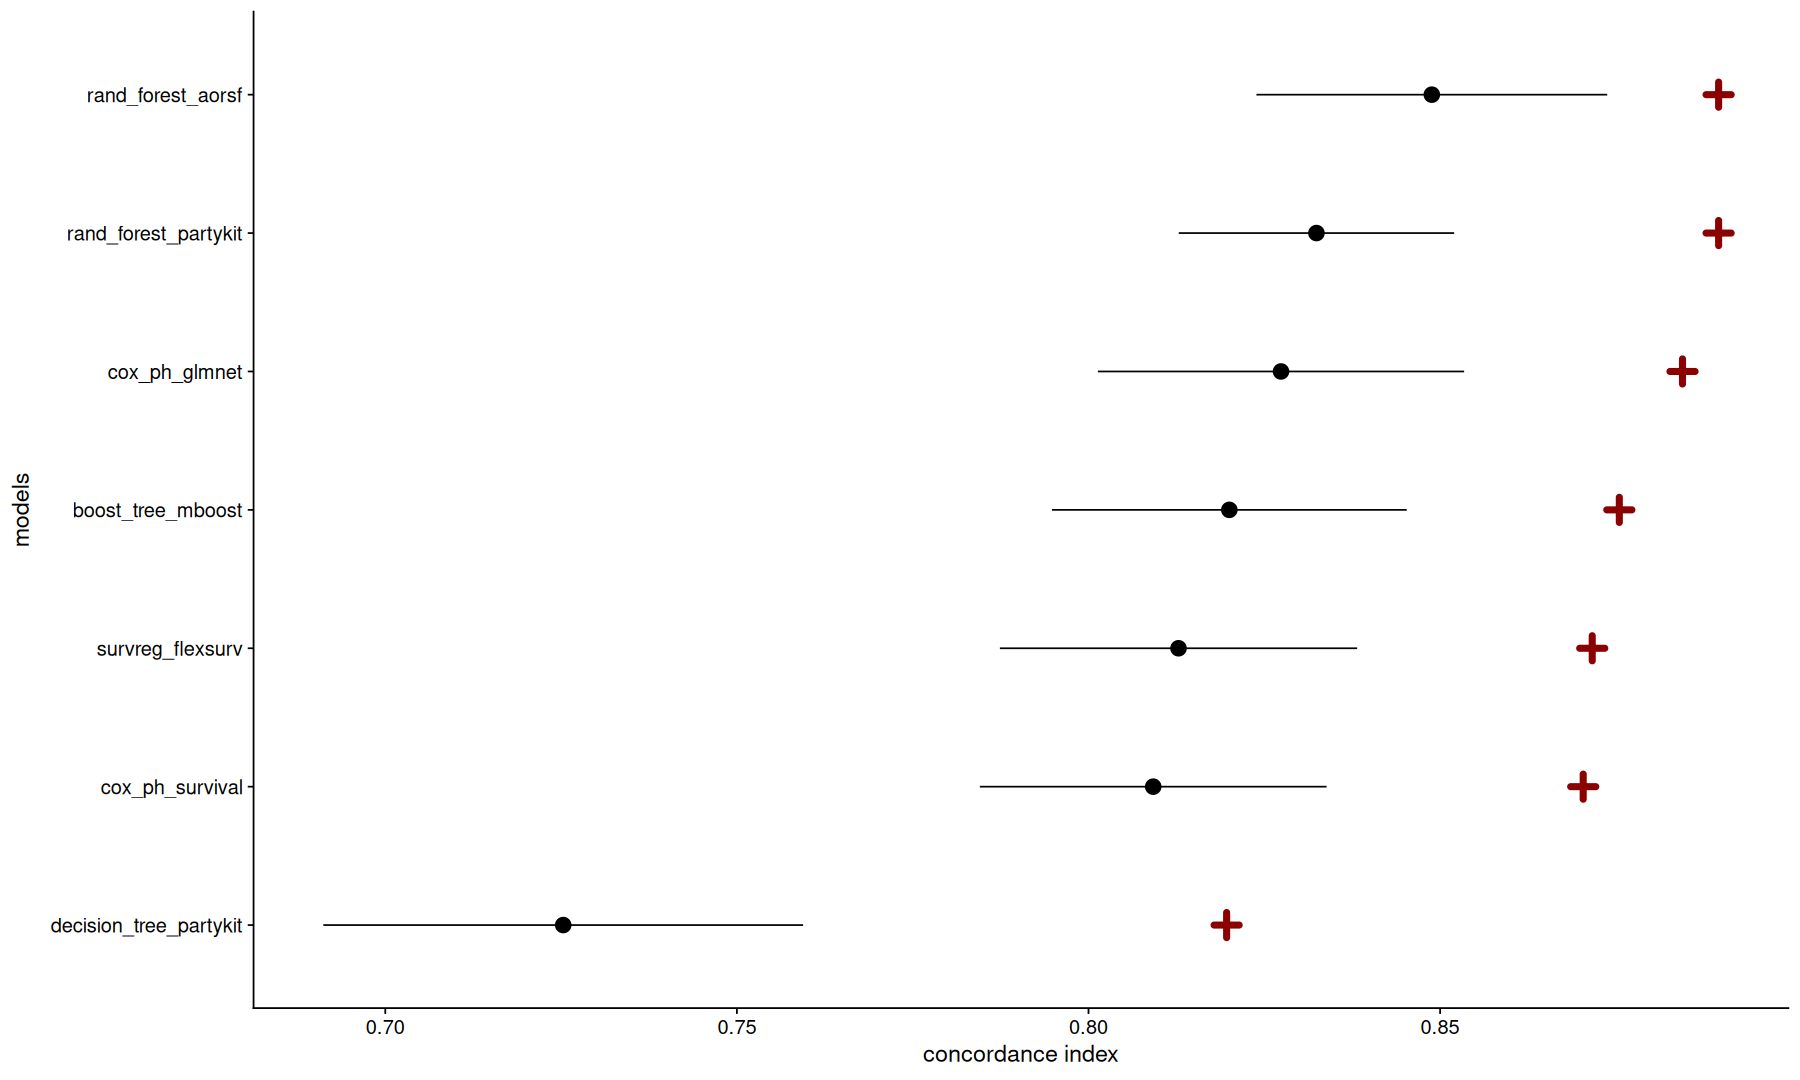 rand_forest_aorsf
rand_forest_partykit
cox_ph_glmnet
boost_tree_mboost
survreg_flexsurv
cox_ph_survival
decision_tree_partykit
models
0.70 0.75 0.80 0.85
concordance index